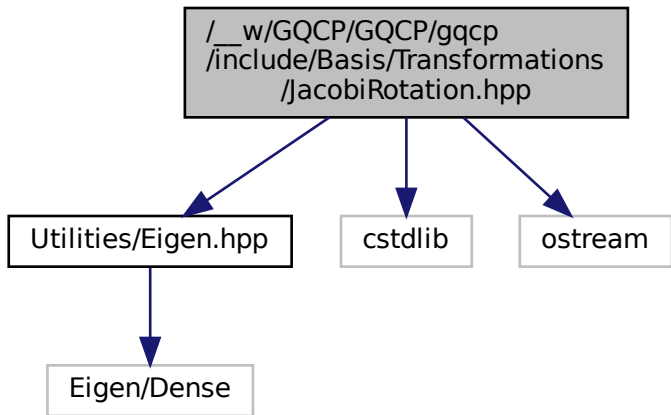 /__w/GQCP/GQCP/gqcp
/include/Basis/Transformations
/JacobiRotation.hpp
Utilities/Eigen.hpp
cstdlib
ostream
Eigen/Dense